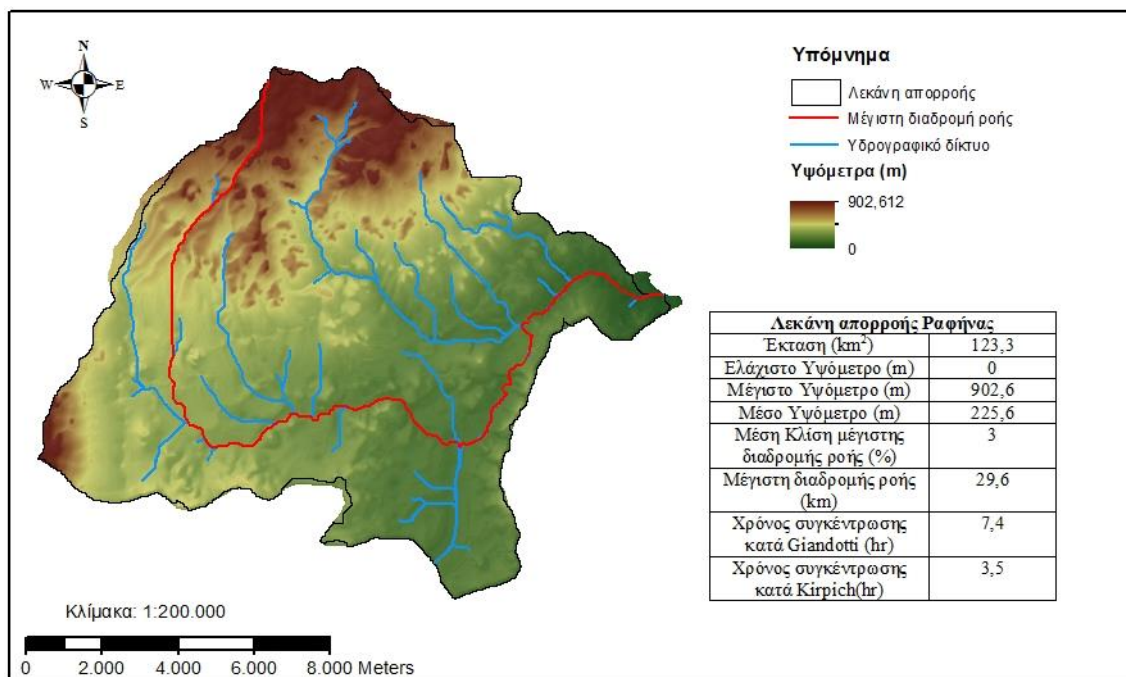 N
W E
S
Υπόμνημα
Λεκάνη απορροής
Μέγιστη διαδρομή ροής
Υδρογραφικό δίκτυο
Υψόμετρα (m)
902,612
0
Λεκάνη απορροής Ραφήνας
Έκταση (km²) 123,3
Ελάχιστο Υψόμετρο (m) 0
Μέγιστο Υψόμετρο (m) 902,6
Μέσο Υψόμετρο (m) 225,6
Μέση Κλίση μέγιστης 3
διαδρομής ροής (%)
Μέγιστη διαδρομής ροής 29,6
(km)
Χρόνος συγκέντρωσης 7,4
κατά Giandotti (hr)
Χρόνος συγκέντρωσης 3,5
κατά Kirpich(hr)
Κλίμακα: 1:200.000
0 2.000 4.000 6.000 8.000 Meters